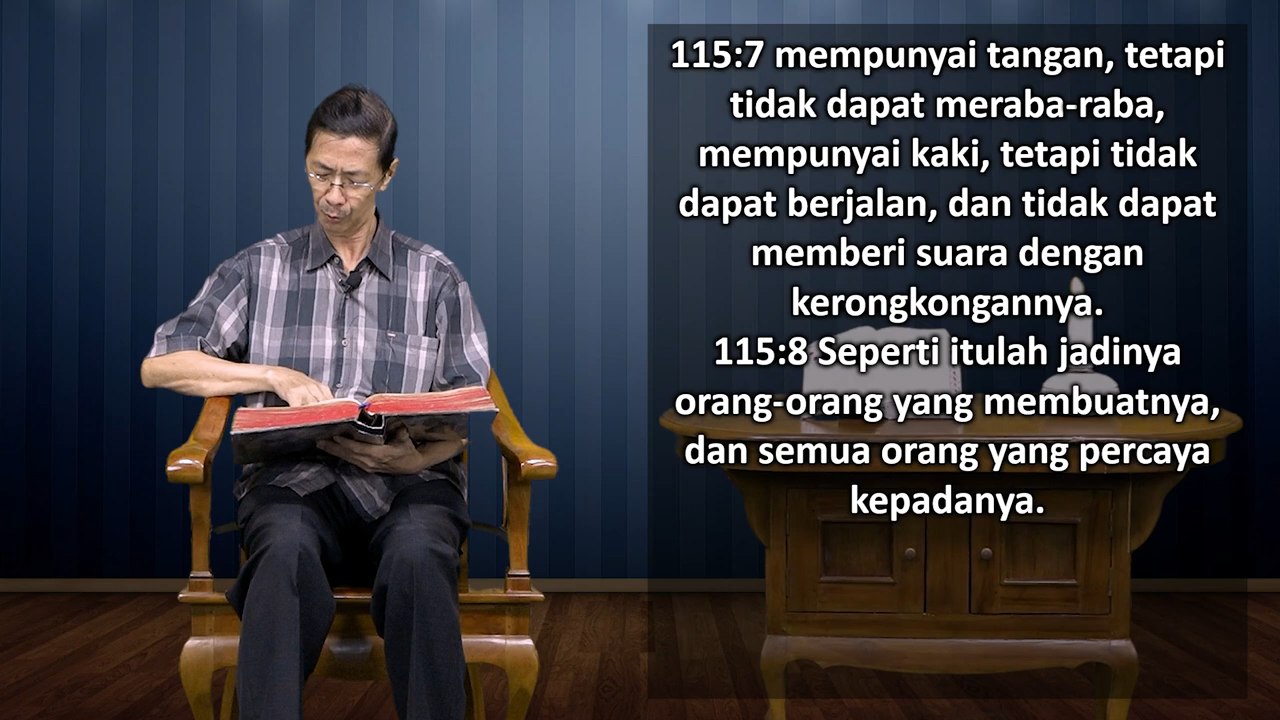 115:7 mempunyai tangan, tetapi
tidak dapat meraba-raba,
mempunyai kaki, tetapi tidak
dapat berjalan, dan tidak dapat
memberi suara dengan
kerongkongannya.
115:8 Seperti itulah jadinya
orang-orang yang membuatnya,
dan semua orang yang percaya
kepadanya.